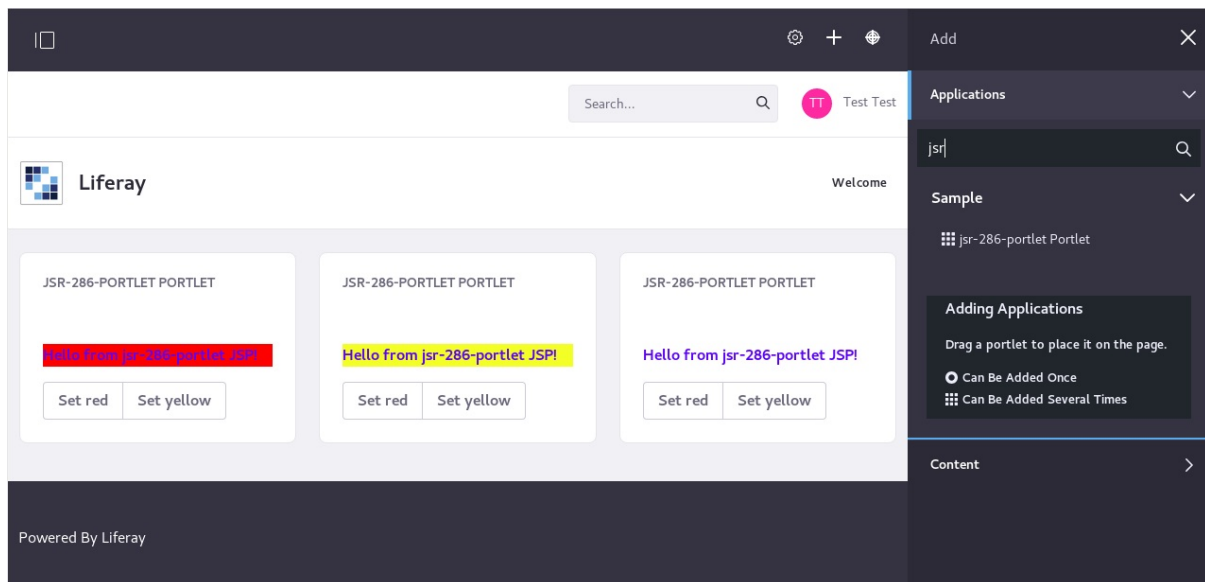 Add
Search...
TT
Test Test
Liferay
Welcome
JSR-286-PORTLET PORTLET
Hello from jsr-286-portlet JSP!
Set red
Set yellow
JSR-286-PORTLET PORTLET
Hello from jsr-286-portlet JSP!
Set red
Set yellow
JSR-286-PORTLET PORTLET
Hello from jsr-286-portlet JSP!
Set red
Set yellow
Powered By Liferay
Applications
jsr
Sample
jsr-286-portlet Portlet
Adding Applications
Drag a portlet to place it on the page.
Can Be Added Once
Can Be Added Several Times
Content